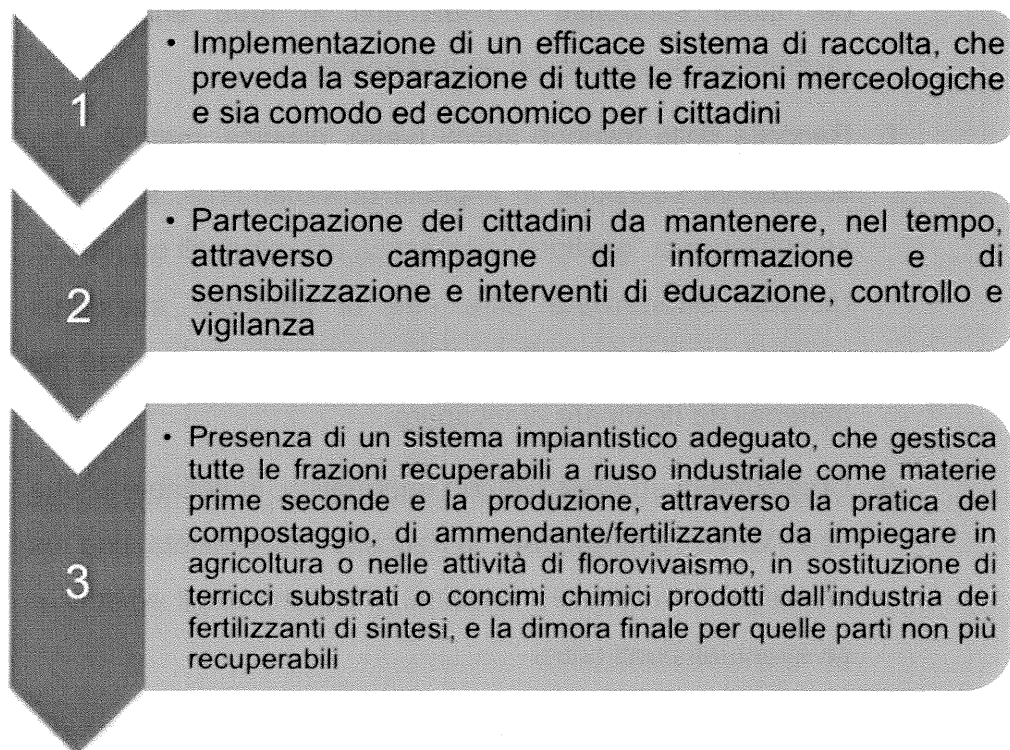 1
• Implementazione di un efficace sistema di raccolta, che
preveda la separazione di tutte le frazioni merceologiche
e sia comodo ed economico per i cittadini
2
• Partecipazione dei cittadini da mantenere, nel tempo,
attraverso campagne di informazione e di
sensibilizzazione e interventi di educazione, controllo e
vigilanza
3
• Presenza di un sistema impiantistico adeguato, che gestisca
tutte le frazioni recuperabili a riuso industriale come materie
prime seconde e la produzione, attraverso la pratica del
compostaggio, di ammendante/fertilizzante da impiegare in
agricoltura o nelle attività di florovivaismo, in sostituzione di
terricci substrati o concimi chimici prodotti dall'industria dei
fertilizzanti di sintesi, e la dimora finale per quelle parti non più
recuperabili